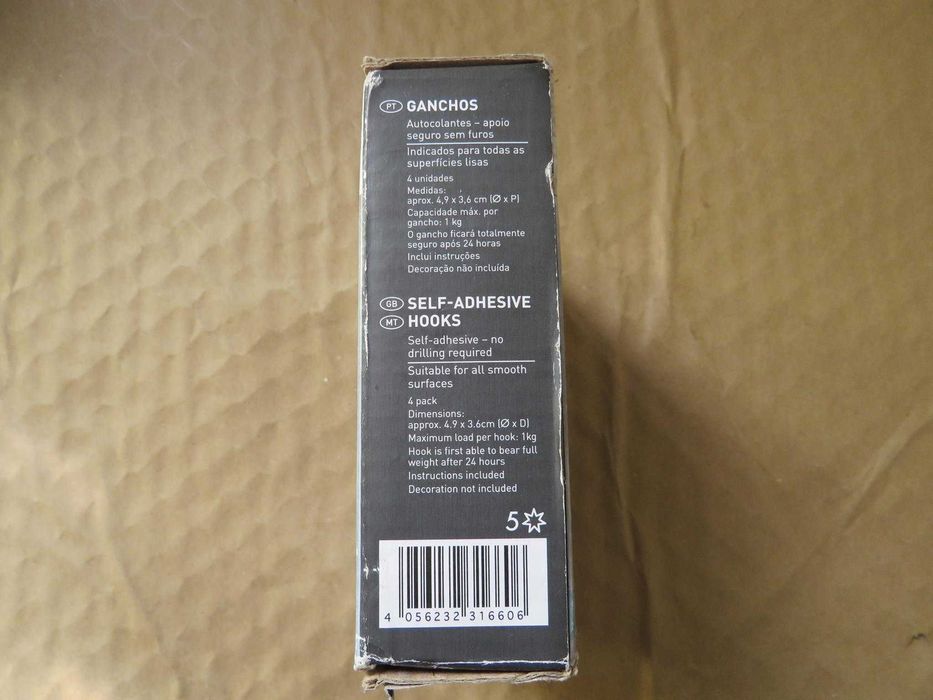 PT GANCHOS
Autocolantes – apoio
seguro sem furos
Indicados para todas as
superfícies lisas
4 unidades
Medidas:
aprox. 4,9 x 3,6 cm (Ø x P)
Capacidade máx. por
gancho: 1 kg
O gancho ficará totalmente
seguro após 24 horas
Inclui instruções
Decoração não incluída
GB SELF-ADHESIVE
MT HOOKS
Self-adhesive – no
drilling required
Suitable for all smooth
surfaces
4 pack
Dimensions:
approx. 4.9 x 3.6cm (Ø x D)
Maximum load per hook: 1kg
Hook is first able to bear full
weight after 24 hours
Instructions included
Decoration not included
5
4 056232 316606